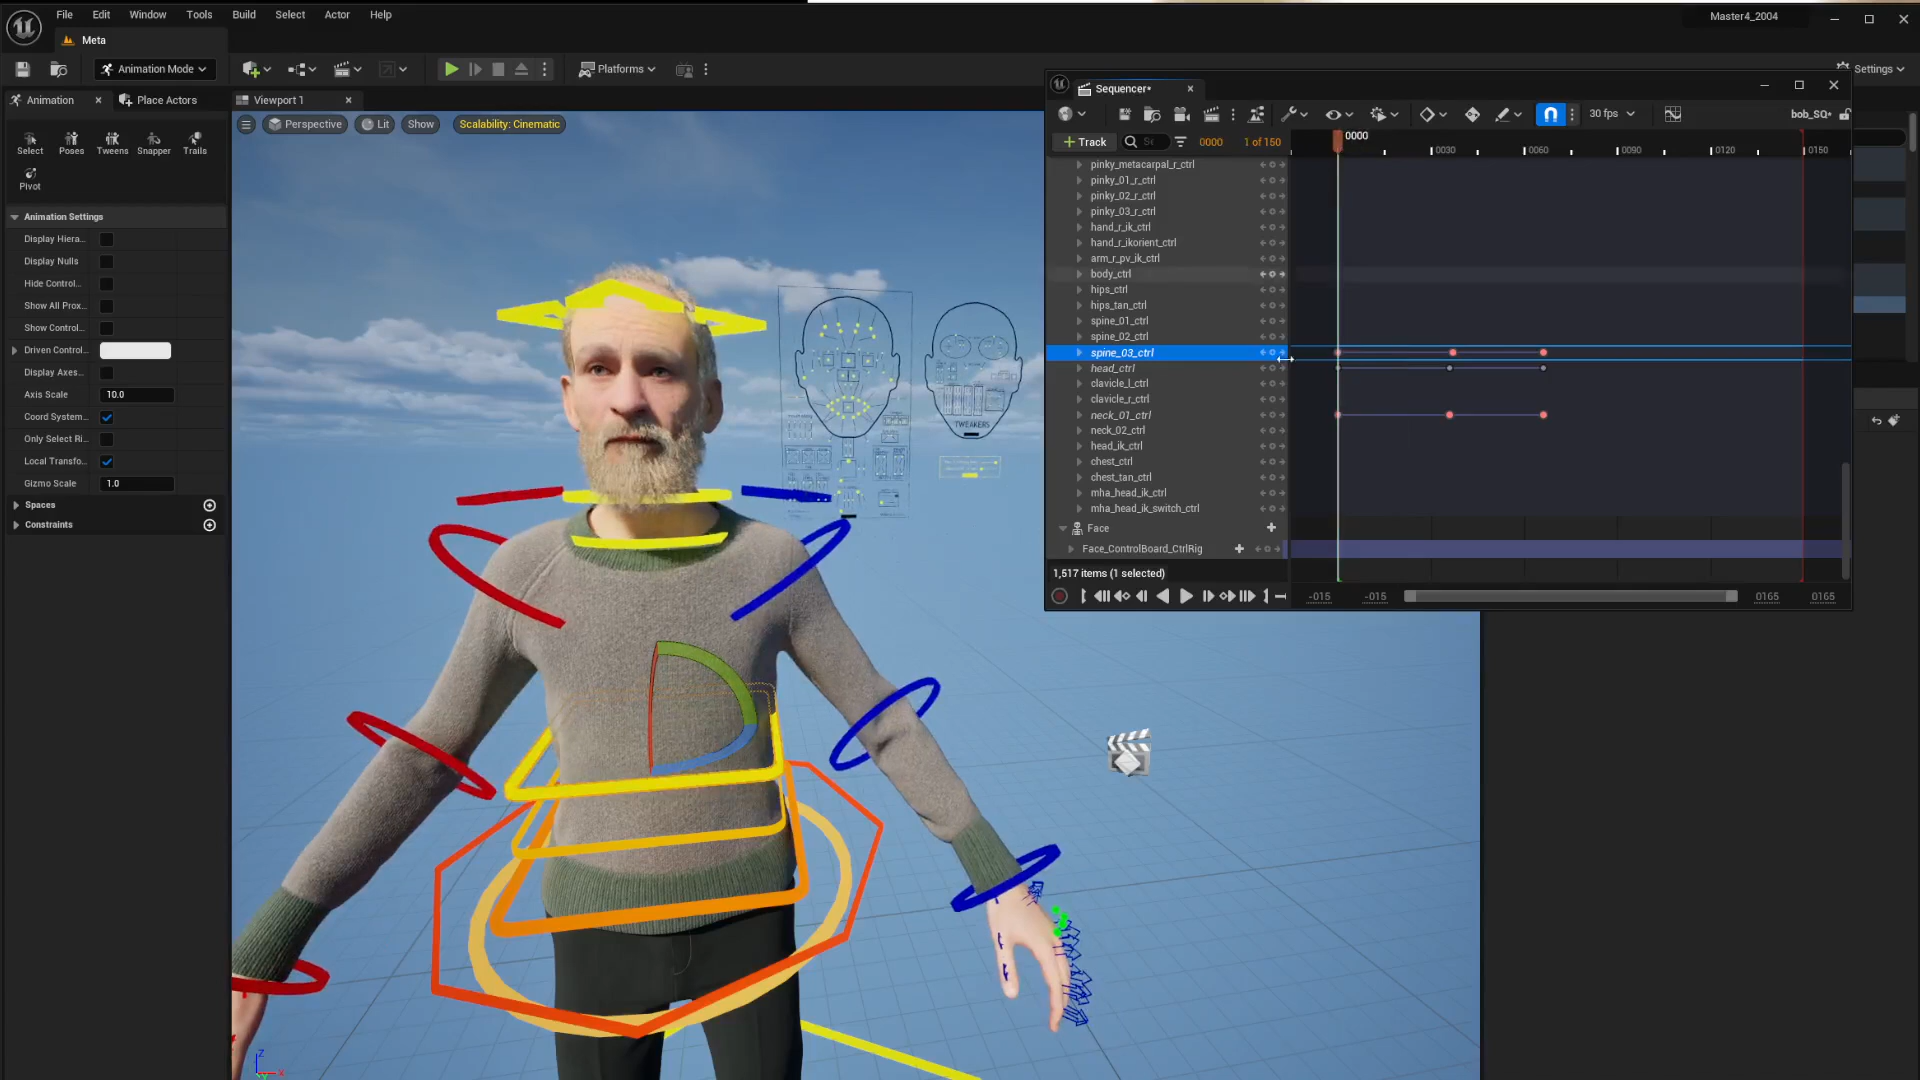 File Edit Window Tools Build Select Actor Help
Master4_2004
Meta
Animation Mode
Platforms
Settings
Animation
Place Actors
Viewport 1
Select Poses Tweens Snapper Trails
Pivot
Animation Settings
Display Hiera...
Display Nulls
Hide Control...
Show All Prox...
Show Control...
Driven Control...
Display Axes...
Axis Scale 10.0
Coord System...
Only Select Ri...
Local Transfo...
Gizmo Scale 1.0
Spaces
Constraints
Perspective Lit Show Scalability: Cinematic
TWEAKERS
Sequencer*
30 fps
bob_SQ*
Track
0000 1 of 150
0000
0030 0060 0090 0120 0150
pinky_metacarpal_r_ctrl
pinky_01_r_ctrl
pinky_02_r_ctrl
pinky_03_r_ctrl
hand_r_ik_ctrl
hand_r_ikorient_ctrl
arm_r_pv_ik_ctrl
body_ctrl
hips_ctrl
hips_tan_ctrl
spine_01_ctrl
spine_02_ctrl
spine_03_ctrl
head_ctrl
clavicle_l_ctrl
clavicle_r_ctrl
neck_01_ctrl
neck_02_ctrl
head_ik_ctrl
chest_ctrl
chest_tan_ctrl
mha_head_ik_ctrl
mha_head_ik_switch_ctrl
Face
Face_ControlBoard_CtrlRig
1,517 items (1 selected)
-015 -015 0165 0165
Z
X